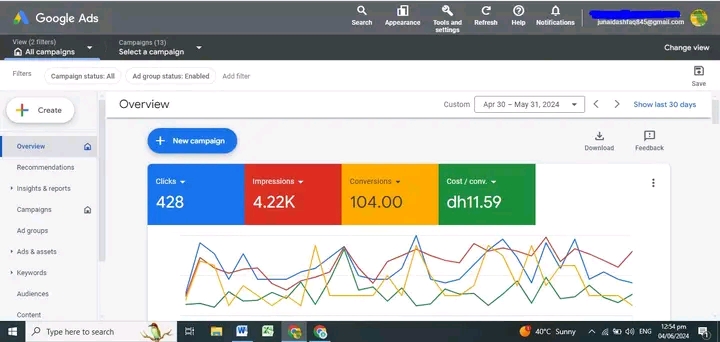 Google Ads
Search
Appearance
Tools and settings
Refresh
Help
Notifications
junaidashfaq845@gmail.com
View (2 filters)
All campaigns
Campaigns (13)
Select a campaign
Change view
Filters
Campaign status: All
Ad group status: Enabled
Add filter
Save
Create
Overview
Custom
Apr 30 – May 31, 2024
Show last 30 days
Overview
Recommendations
Insights & reports
Campaigns
Ad groups
Ads & assets
Keywords
Audiences
Content
New campaign
Download
Feedback
Clicks
428
Impressions
4.22K
Conversions
104.00
Cost / conv.
dh11.59
Type here to search
40°C Sunny
ENG
12:54 pm
04/06/2024